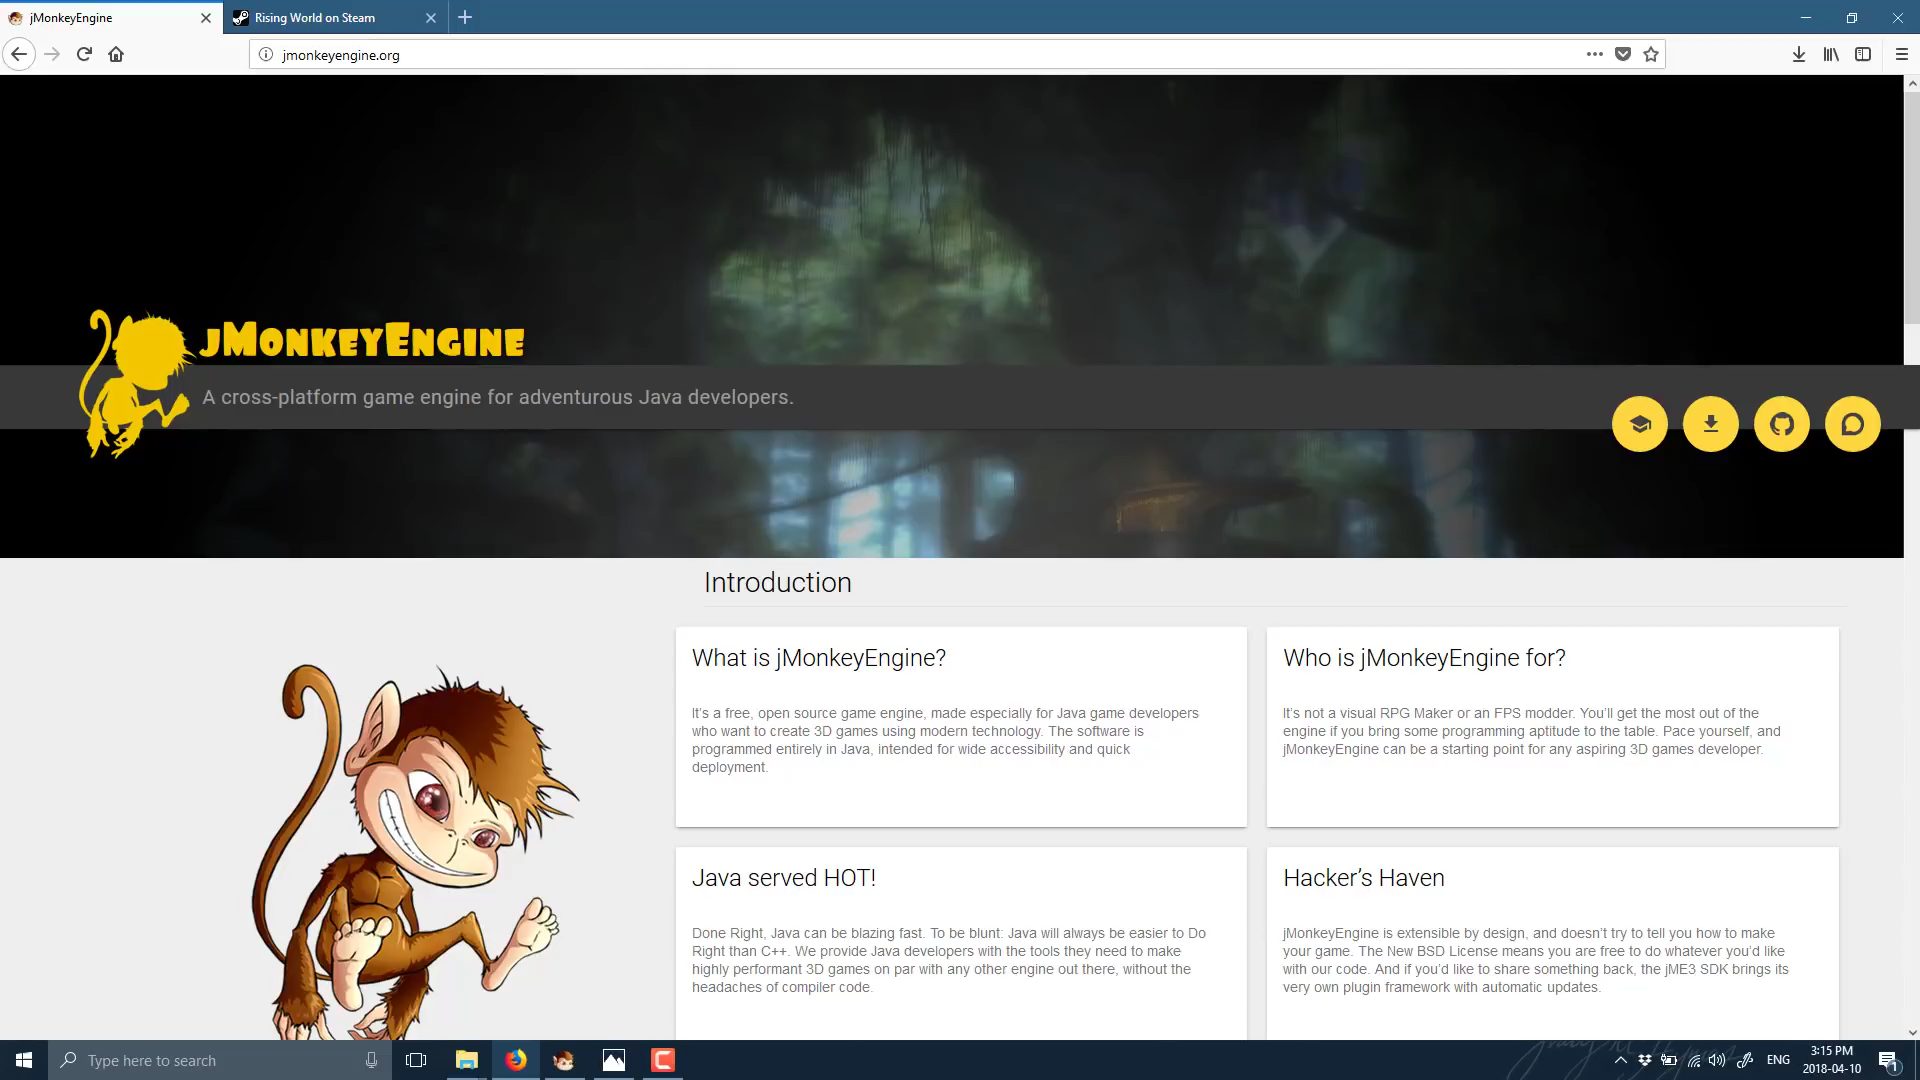 jMonkeyEngine
Rising World on Steam
jmonkeyengine.org
JMONKEYENGINE
A cross-platform game engine for adventurous Java developers.
Introduction
What is jMonkeyEngine?
It's a free, open source game engine, made especially for Java game developers
who want to create 3D games using modern technology. The software is
programmed entirely in Java, intended for wide accessibility and quick
deployment.
Who is jMonkeyEngine for?
It's not a visual RPG Maker or an FPS modder. You'll get the most out of the
engine if you bring some programming aptitude to the table. Pace yourself, and
jMonkeyEngine can be a starting point for any aspiring 3D games developer.
Java served HOT!
Done Right, Java can be blazing fast. To be blunt: Java will always be easier to Do
Right than C++. We provide Java developers with the tools they need to make
highly performant 3D games on par with any other engine out there, without the
headaches of compiler code.
Hacker's Haven
jMonkeyEngine is extensible by design, and doesn't try to tell you how to make
your game. The New BSD License means you are free to do whatever you'd like
with our code. And if you'd like to share something back, the jME3 SDK brings its
very own plugin framework with automatic updates.
Type here to search
ENG
3:15 PM
2018-04-10
1